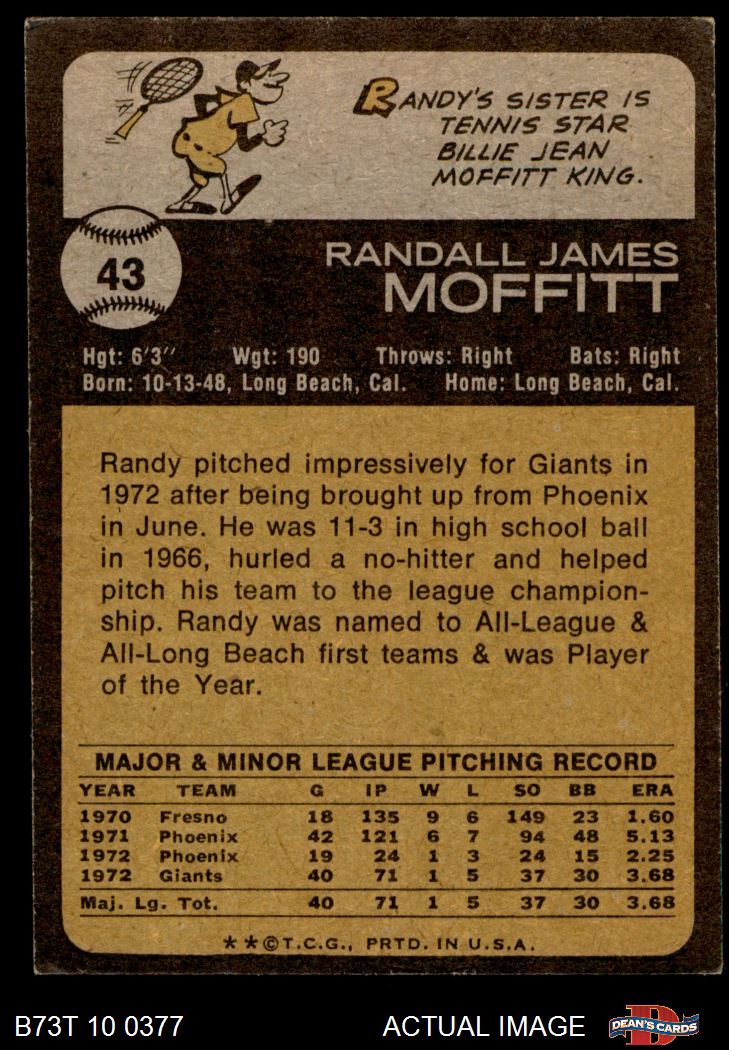 RANDY'S SISTER IS
TENNIS STAR
BILLIE JEAN
MOFFITT KING.
43
RANDALL JAMES
MOFFITT
Hgt: 6'3" Wgt: 190 Throws: Right Bats: Right
Born: 10-13-48, Long Beach, Cal. Home: Long Beach, Cal.
Randy pitched impressively for Giants in
1972 after being brought up from Phoenix
in June. He was 11-3 in high school ball
in 1966, hurled a no-hitter and helped
pitch his team to the league champion-
ship. Randy was named to All-League &
All-Long Beach first teams & was Player
of the Year.
MAJOR & MINOR LEAGUE PITCHING RECORD
YEAR TEAM G IP W L SO BB ERA
1970 Fresno 18 135 9 6 149 23 1.60
1971 Phoenix 42 121 6 7 94 48 5.13
1972 Phoenix 19 24 1 3 24 15 2.25
1972 Giants 40 71 1 5 37 30 3.68
Maj. Lg. Tot. 40 71 1 5 37 30 3.68
★★©T.C.G., PRTD. IN U.S.A.
B73T 10 0377 ACTUAL IMAGE D DEAN'S CARDS